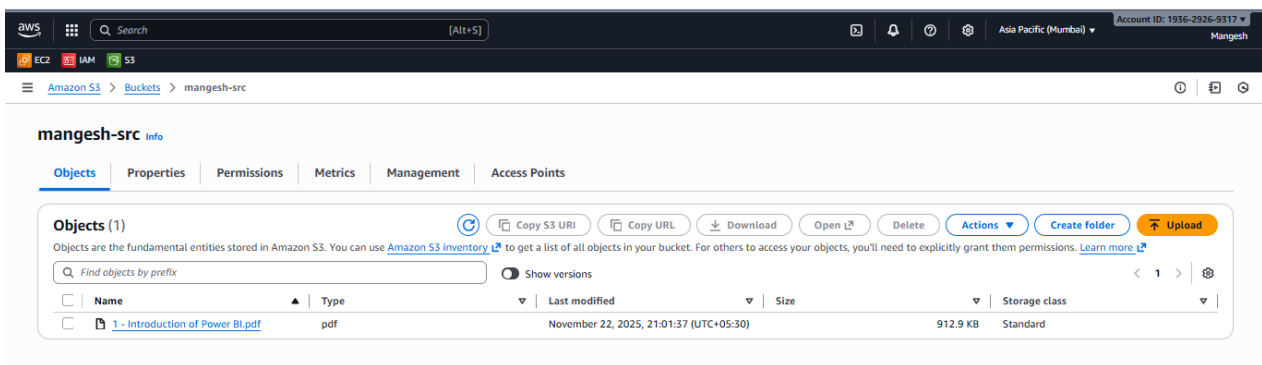 aws Search [Alt+S] Asia Pacific (Mumbai) Account ID: 1936-2926-9317
Mangesh
EC2 IAM S3
Amazon S3 > Buckets > mangesh-src
mangesh-src Info
Objects Properties Permissions Metrics Management Access Points
Objects (1) Copy S3 URI Copy URL Download Open Delete Actions Create folder Upload
Objects are the fundamental entities stored in Amazon S3. You can use Amazon S3 inventory to get a list of all objects in your bucket. For others to access your objects, you'll need to explicitly grant them permissions. Learn more
Find objects by prefix Show versions < 1 >
Name Type Last modified Size Storage class
1 - Introduction of Power BI.pdf pdf November 22, 2025, 21:01:37 (UTC+05:30) 912.9 KB Standard